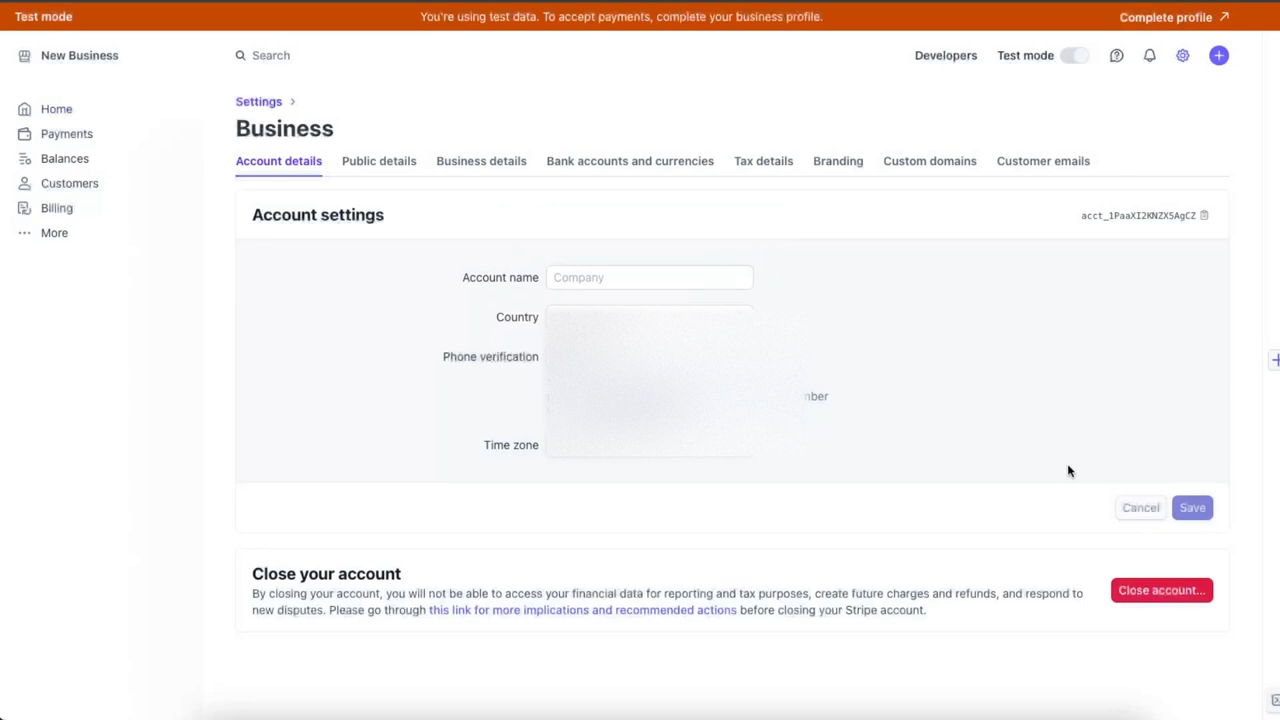 Test mode
You're using test data. To accept payments, complete your business profile.
Complete profile
New Business
Search
Developers
Test mode
Home
Payments
Balances
Customers
Billing
More
Settings
Business
Account details
Public details
Business details
Bank accounts and currencies
Tax details
Branding
Custom domains
Customer emails
Account settings
acct_1PaaXI2KNZX5AgCZ
Account name
Company
Country
Phone verification
Time zone
Cancel
Save
Close your account
By closing your account, you will not be able to access your financial data for reporting and tax purposes, create future charges and refunds, and respond to
new disputes. Please go through this link for more implications and recommended actions before closing your Stripe account.
Close account...